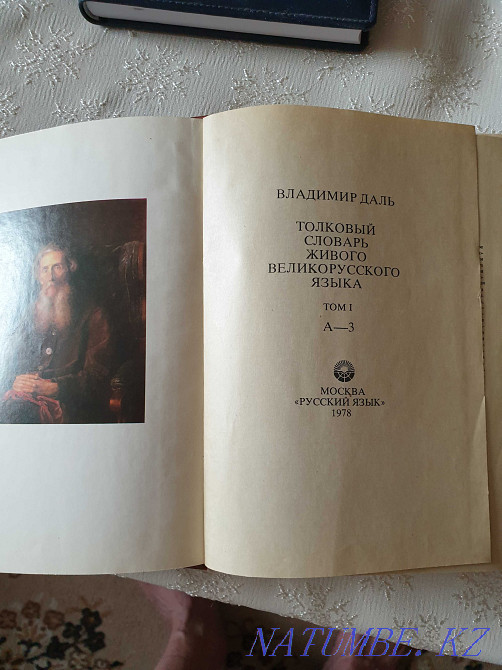 ВЛАДИМИР ДАЛЬ
ТОЛКОВЫЙ
СЛОВАРЬ
ЖИВОГО
ВЕЛИКОРУССКОГО
ЯЗЫКА
ТОМ I
А—З
МОСКВА
«РУССКИЙ ЯЗЫК»
1978
NATUMBE. KZ